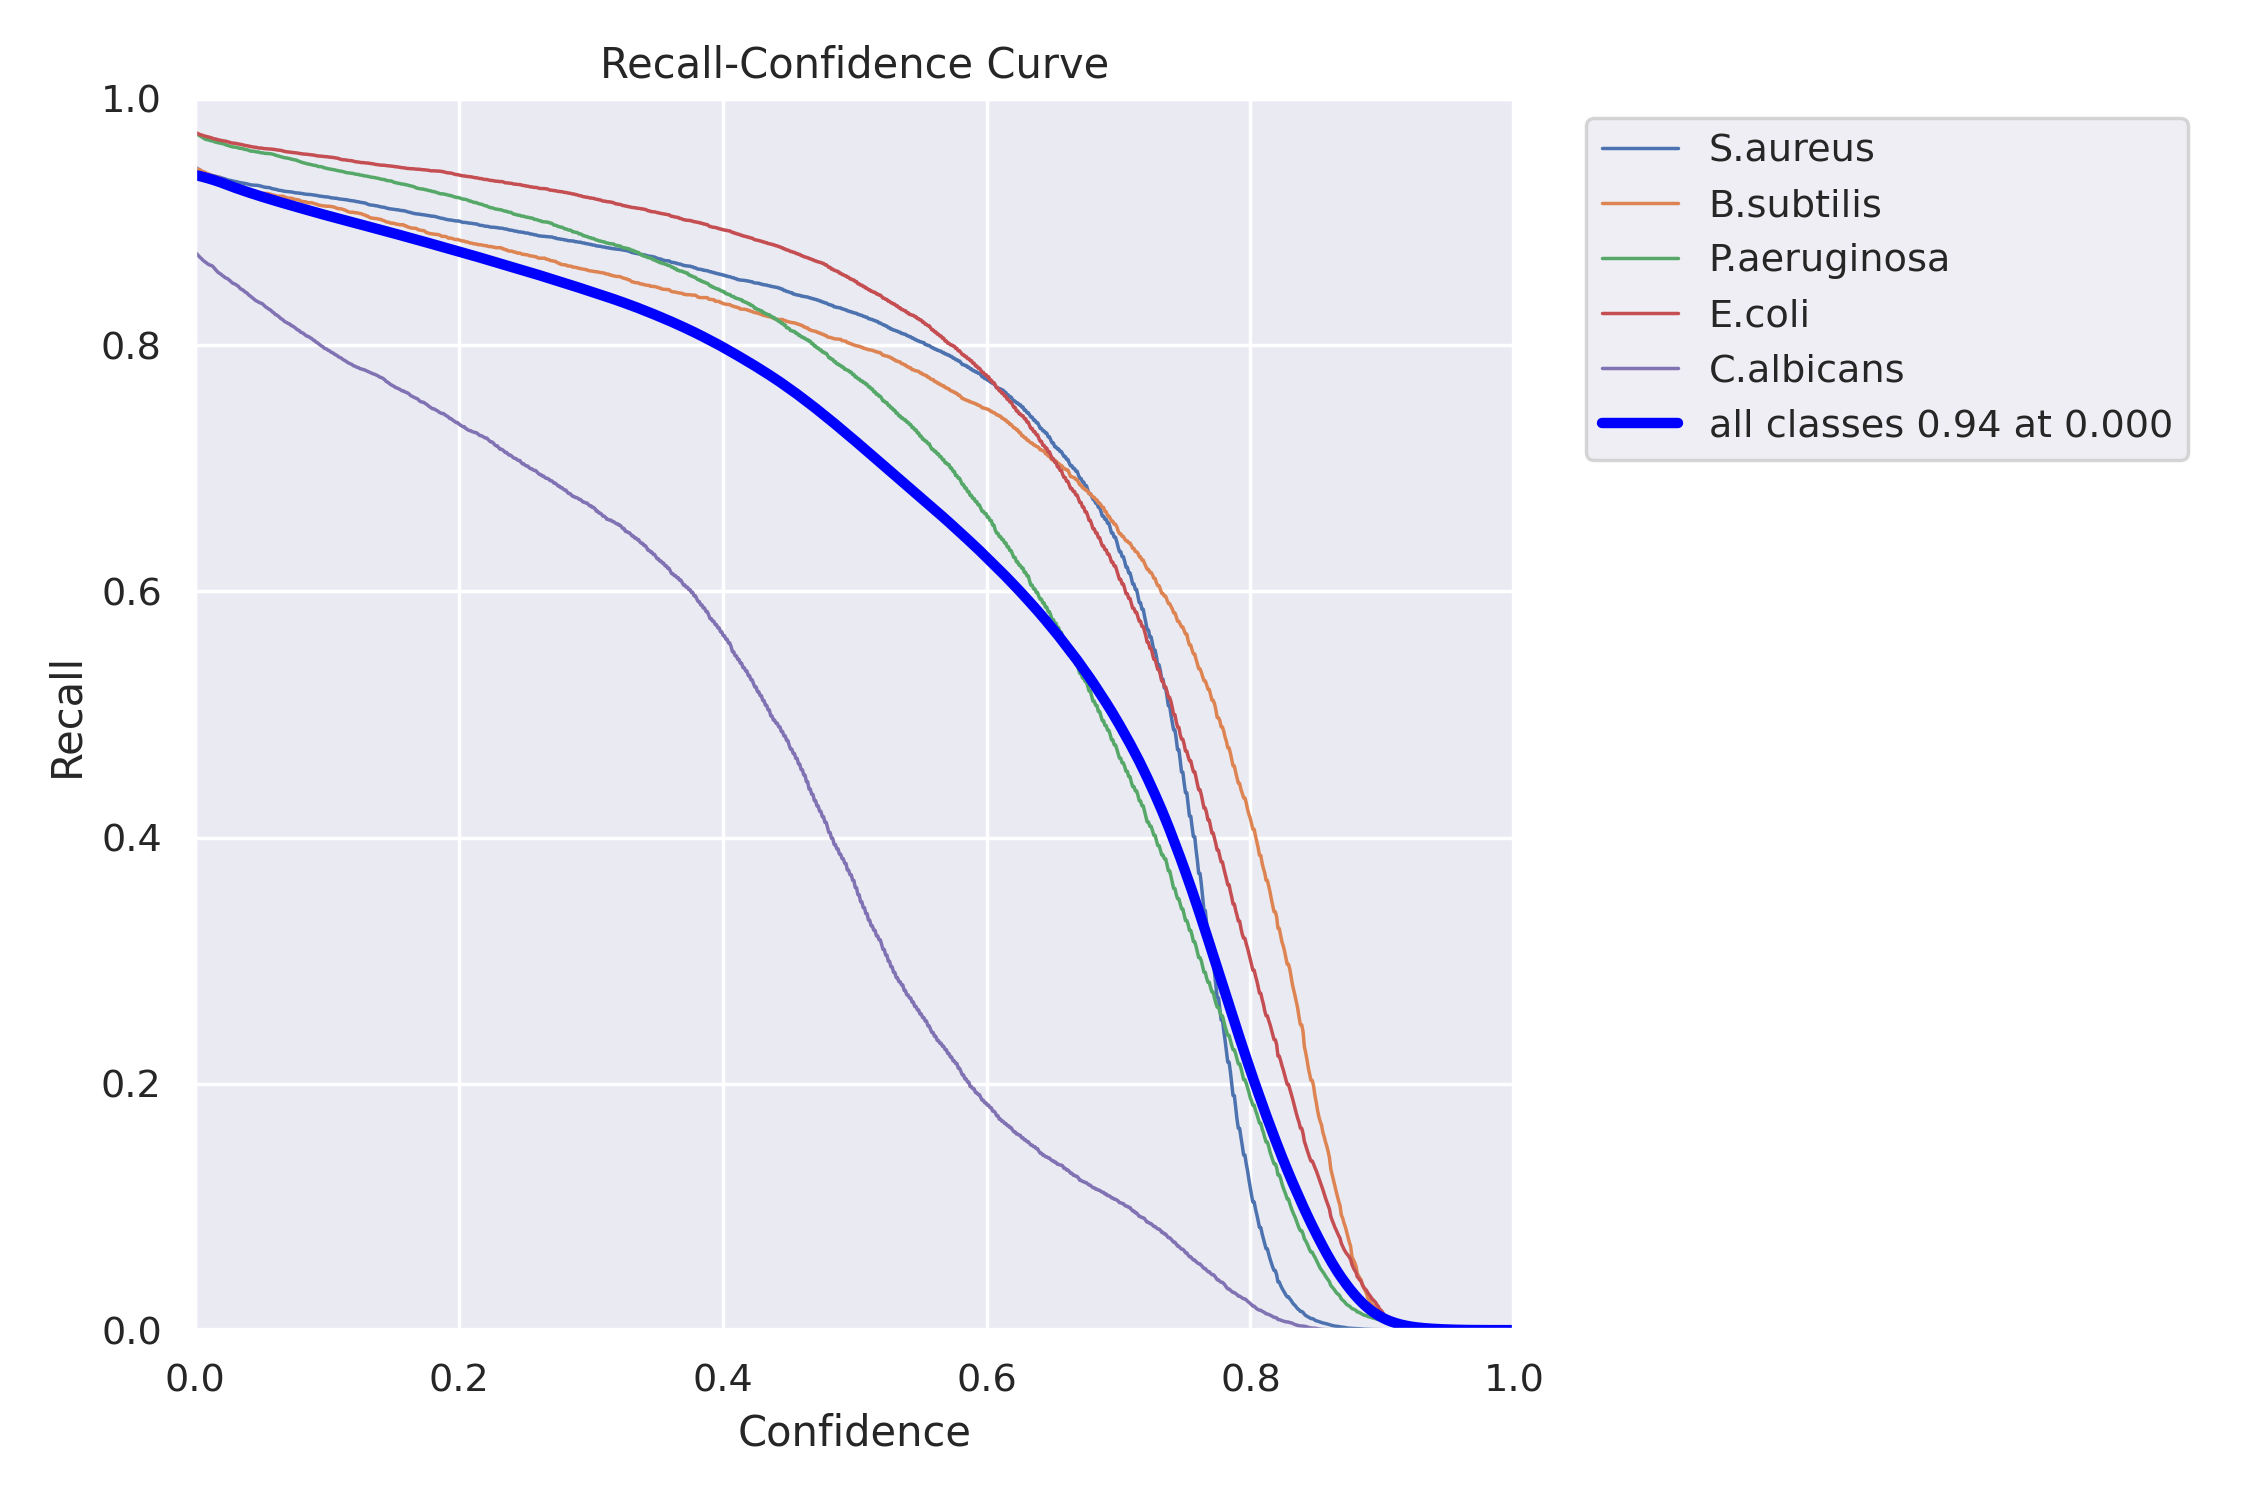 Recall-Confidence Curve
1.0
0.8
0.6
0.4
0.2
0.0
Recall
0.0 0.2 0.4 0.6 0.8 1.0
Confidence
S.aureus
B.subtilis
P.aeruginosa
E.coli
C.albicans
all classes 0.94 at 0.000